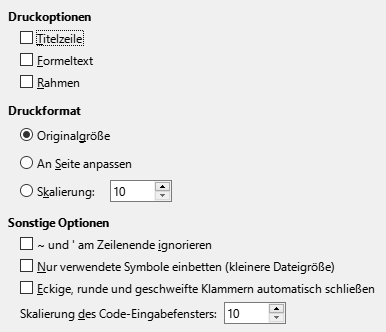 Druckoptionen
Titelzeile
Formeltext
Rahmen
Druckformat
Originalgröße
An Seite anpassen
Skalierung: 10
Sonstige Optionen
~ und ' am Zeilenende ignorieren
Nur verwendete Symbole einbetten (kleinere Dateigröße)
Eckige, runde und geschweifte Klammern automatisch schließen
Skalierung des Code-Eingabefensters: 10